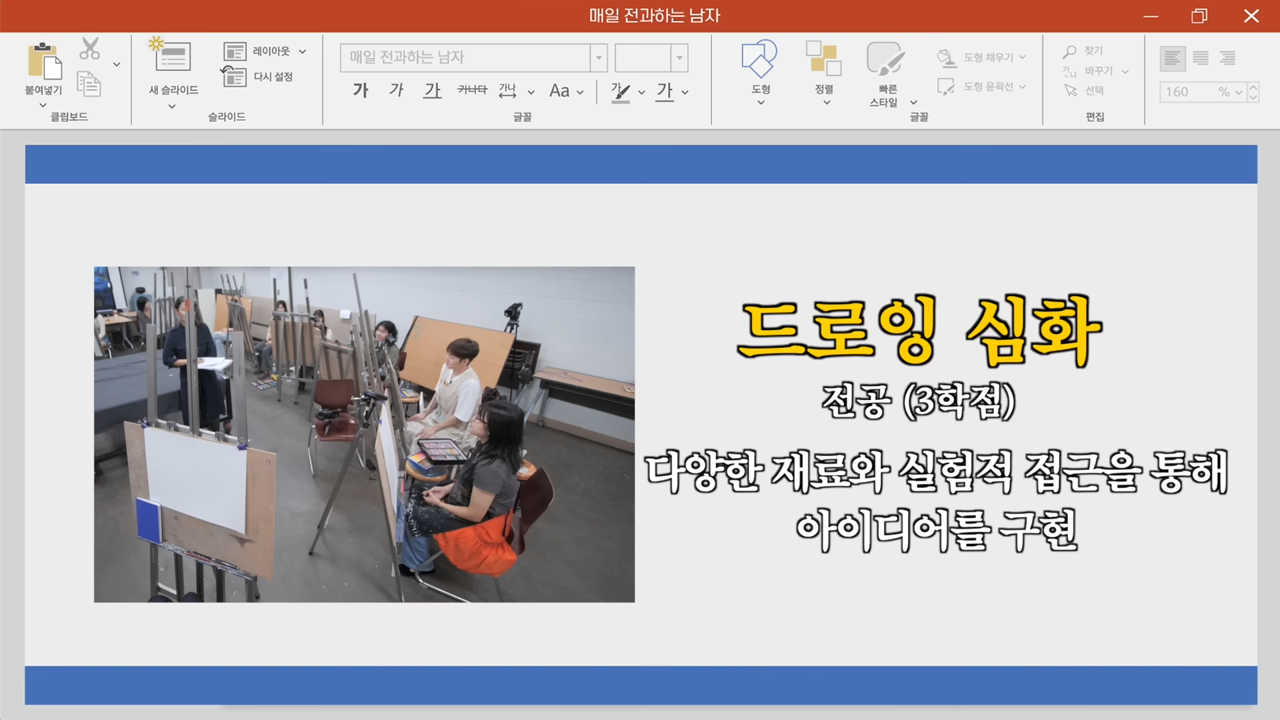 매일 전과하는 남자
붙여넣기
클립보드
새 슬라이드
레이아웃
다시 설정
슬라이드
매일 전과하는 남자
가 가 가 가나다 간나 Aa 가 가
글꼴
도형
정렬
빠른
스타일
도형 채우기
도형 윤곽선
글꼴
찾기
바꾸기
선택
편집
160 %
드로잉 심화
전공 (3학점)
다양한 재료와 실험적 접근을 통해
아이디어를 구현